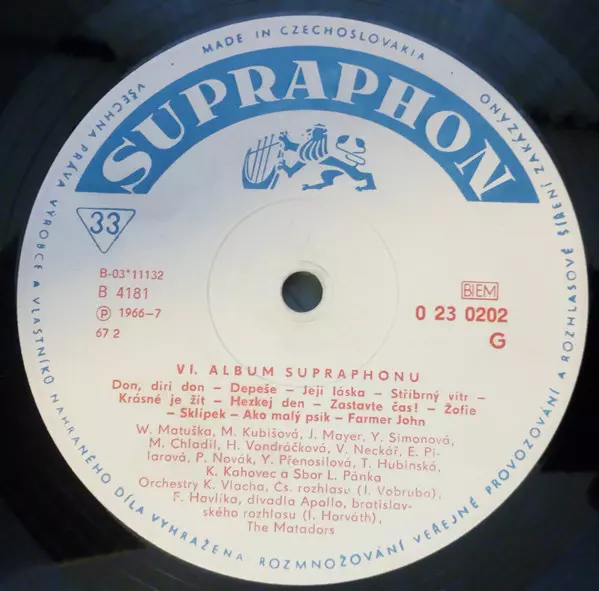 MADE IN CZECHOSLOVAKIA
VŠECHNA PRÁVA VÝROBCE A VLASTNÍKŮ NAHRANÉHO DÍLA VYHRAŽENA ROZMNOŽOVÁNÍ VEŘEJNÉ PROVOZOVÁNÍ A ROZHLASOVÉ ŠÍŘENÍ ZAKÁZÁNO
SUPRAPHON
33
B-03*11132
B 4181
Ⓟ 1966-7
67 2
BIEM
0 23 0202
G
VI. ALBUM SUPRAPHONU
Don, diri don – Depeše – Její láska – Stříbrný vítr –
Krásné je žít – Hezkej den – Zastavte čas! – Žofie
– Sklípek – Ako malý psík – Farmer John
W. Matuška, M. Kubišová, J. Mayer, Y. Simonová,
M. Chladil, H. Vondráčková, V. Neckář, E. Pi-
larová, P. Novák, Y. Přenosilová, T. Hubinská,
K. Kahovec a Sbor L. Pánka
Orchestry K. Vlacha, Čs. rozhlasu (I. Vobruba),
F. Havlíka, divadla Apollo, bratislav-
ského rozhlasu (I. Horváth),
The Matadors